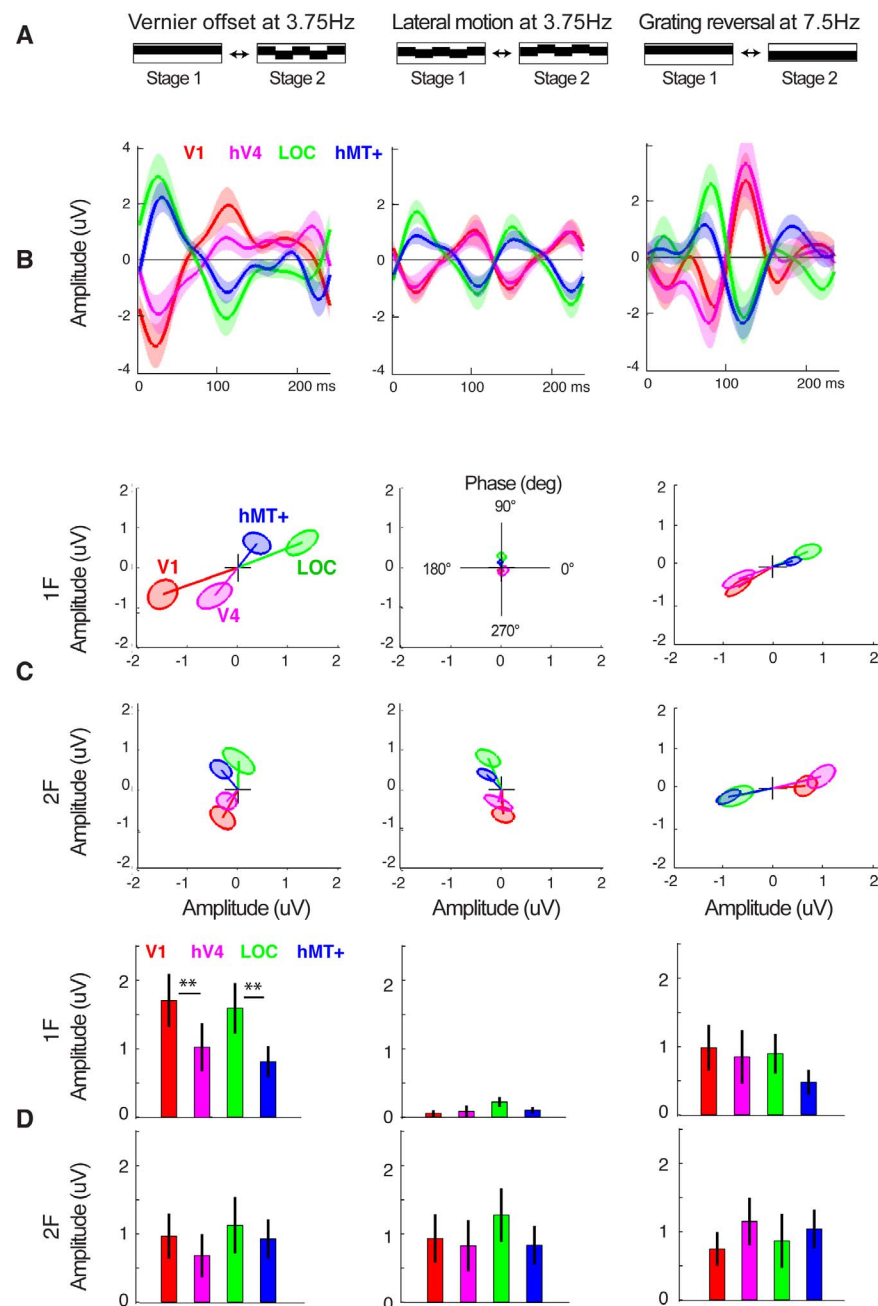 A
Vernier offset at 3.75Hz
Lateral motion at 3.75Hz
Grating reversal at 7.5Hz
Stage 1
Stage 2
Stage 1
Stage 2
Stage 1
Stage 2
B
V1 hV4 LOC hMT+
Amplitude (uV)
4
2
0
-2
-4
0 100 200 ms
0 100 200 ms
4
2
0
-2
-4
0 100 200 ms
C
1F
Amplitude (uV)
2
1
0
-1
-2
hMT+
V1
LOC
V4
-2 -1 0 1 2
2
1
0
-1
-2
Phase (deg)
90°
180° 0°
270°
-2 -1 0 1 2
2
1
0
-1
-2
-2 -1 0 1 2
2F
Amplitude (uV)
2
1
0
-1
-2
-2 -1 0 1 2
Amplitude (uV)
2
1
0
-1
-2
-2 -1 0 1 2
Amplitude (uV)
2
1
0
-1
-2
-2 -1 0 1 2
Amplitude (uV)
D
V1 hV4 LOC hMT+
1F
Amplitude (uV)
2
1
0
** **
2
1
0
2
1
0
2F
Amplitude (uV)
2
1
0
2
1
0
2
1
0